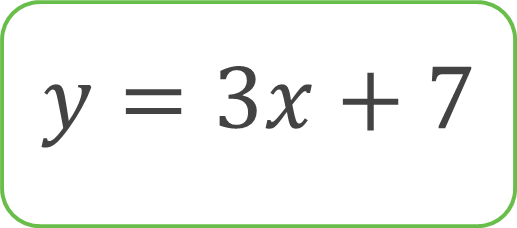 y = 3x + 7